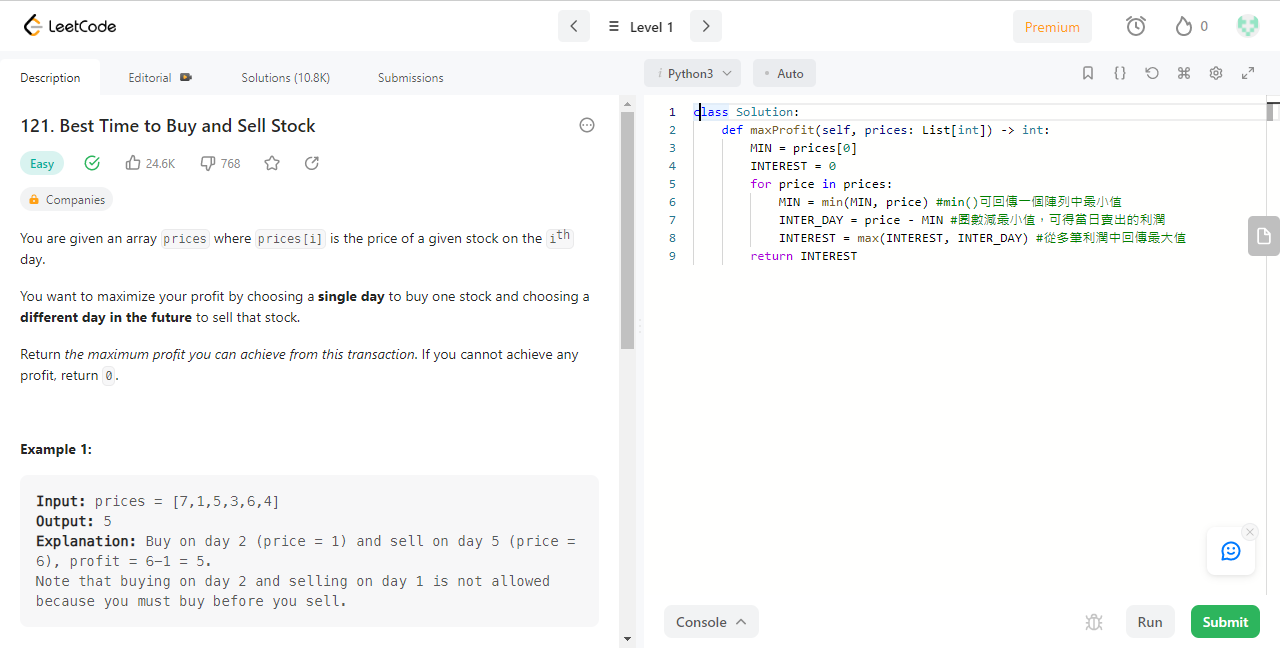 LeetCode
Level 1
Premium
0
Description
Editorial
Solutions (10.8K)
Submissions
121. Best Time to Buy and Sell Stock
Easy
24.6K
768
Companies
You are given an array prices where prices[i] is the price of a given stock on the ith
day.
You want to maximize your profit by choosing a single day to buy one stock and choosing a
different day in the future to sell that stock.
Return the maximum profit you can achieve from this transaction. If you cannot achieve any
profit, return 0.
Example 1:
Input: prices = [7,1,5,3,6,4]
Output: 5
Explanation: Buy on day 2 (price = 1) and sell on day 5 (price =
6), profit = 6-1 = 5.
Note that buying on day 2 and selling on day 1 is not allowed
because you must buy before you sell.
i Python3
Auto
1 class Solution:
2 def maxProfit(self, prices: List[int]) -> int:
3 MIN = prices[0]
4 INTEREST = 0
5 for price in prices:
6 MIN = min(MIN, price) #min()可回傳一個陣列中最小值
7 INTER_DAY = price - MIN #團數減最小值，可得當日賣出的利潤
8 INTEREST = max(INTEREST, INTER_DAY) #從多筆利潤中回傳最大值
9 return INTEREST
Console
Run
Submit